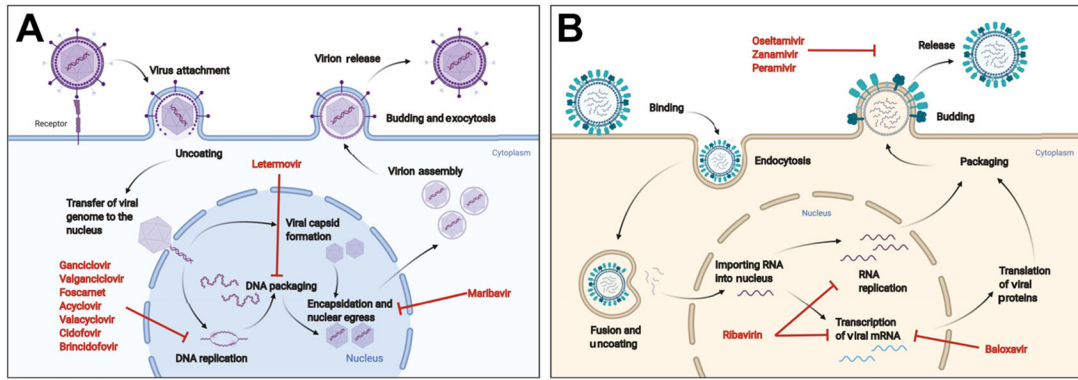 A
Virus attachment
Receptor
Uncoating
Transfer of viral
genome to the
nucleus
Virion release
Budding and exocytosis
Cytoplasm
Letermovir
Virion assembly
Viral capsid
formation
Ganciclovir
Valganciclovir
Foscarnet
Acyclovir
Valacyclovir
Cidofovir
Brincidofovir
DNA packaging
Encapsidation and
nuclear egress
Maribavir
DNA replication
Nucleus
B
Oseltamivir
Zanamivir
Peramivir
Release
Binding
Budding
Endocytosis
Packaging
Cytoplasm
Nucleus
Importing RNA
into nucleus
RNA
replication
Translation
of viral
proteins
Fusion and
uncoating
Ribavirin
Transcription
of viral mRNA
Baloxavir